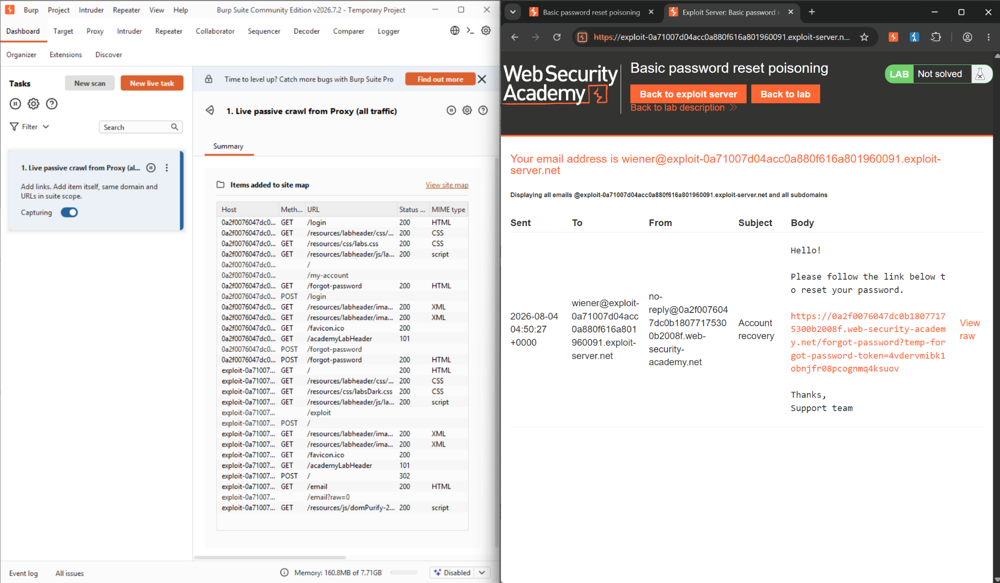 Burp Project Intruder Repeater View Help Burp Suite Community Edition v2026.7.2 - Temporary Project
Dashboard Target Proxy Intruder Repeater Collaborator Sequencer Decoder Comparer Logger
Organizer Extensions Discover
Tasks New scan New live task
Filter Search
1. Live passive crawl from Proxy (al...
Add links. Add item itself, same domain and
URLs in suite scope.
Capturing
Time to level up? Catch more bugs with Burp Suite Pro Find out more
1. Live passive crawl from Proxy (all traffic)
Summary
Items added to site map View site map
Host Meth... URL Status ... MIME type
0a2f0076047dc0... GET /login 200 HTML
0a2f0076047dc0... GET /resources/labheader/css/... 200 CSS
0a2f0076047dc0... GET /resources/css/labs.css 200 CSS
0a2f0076047dc0... GET /resources/labheader/js/la... 200 script
0a2f0076047dc0... /
0a2f0076047dc0... /my-account
0a2f0076047dc0... GET /forgot-password 200 HTML
0a2f0076047dc0... POST /login
0a2f0076047dc0... GET /resources/labheader/ima... 200 XML
0a2f0076047dc0... GET /resources/labheader/ima... 200 XML
0a2f0076047dc0... GET /favicon.ico 200
0a2f0076047dc0... GET /academyLabHeader 101
0a2f0076047dc0... POST /forgot-password
0a2f0076047dc0... POST /forgot-password 200 HTML
exploit-0a71007... GET / 200 HTML
exploit-0a71007... GET /resources/labheader/css/... 200 CSS
exploit-0a71007... GET /resources/css/labsDark.css 200 CSS
exploit-0a71007... GET /resources/labheader/js/la... 200 script
exploit-0a71007... /exploit
exploit-0a71007... POST /
exploit-0a71007... GET /resources/labheader/ima... 200 XML
exploit-0a71007... GET /resources/labheader/ima... 200 XML
exploit-0a71007... GET /favicon.ico 200
exploit-0a71007... GET /academyLabHeader 101
exploit-0a71007... POST / 302
exploit-0a71007... GET /email 200 HTML
exploit-0a71007... /email?raw=0
exploit-0a71007... GET /resources/js/domPurify-2... 200 script
Event log All issues Memory: 160.8MB of 7.71GB Disabled
Basic password reset poisoning Exploit Server: Basic password r
https://exploit-0a71007d04acc0a880f616a801960091.exploit-server.n...
Web Security
Academy
Basic password reset poisoning
LAB Not solved
Back to exploit server Back to lab
Back to lab description
Your email address is wiener@exploit-0a71007d04acc0a880f616a801960091.exploit-
server.net
Displaying all emails @exploit-0a71007d04acc0a880f616a801960091.exploit-server.net and all subdomains
Sent To From Subject Body
2026-08-04
04:50:27
+0000
wiener@exploit-
0a71007d04acc
0a880f616a801
960091.exploit-
server.net
no-
reply@0a2f007604
7dc0b1807717530
0b2008f.web-
security-
academy.net
Account
recovery
Hello!
Please follow the link below t
o reset your password.
https://0a2f0076047dc0b1807717
5300b2008f.web-security-academ
y.net/forgot-password?temp-for
got-password-token=4vdervmibk1
obnjfr08pcognmq4ksuov
Thanks,
Support team
View
raw